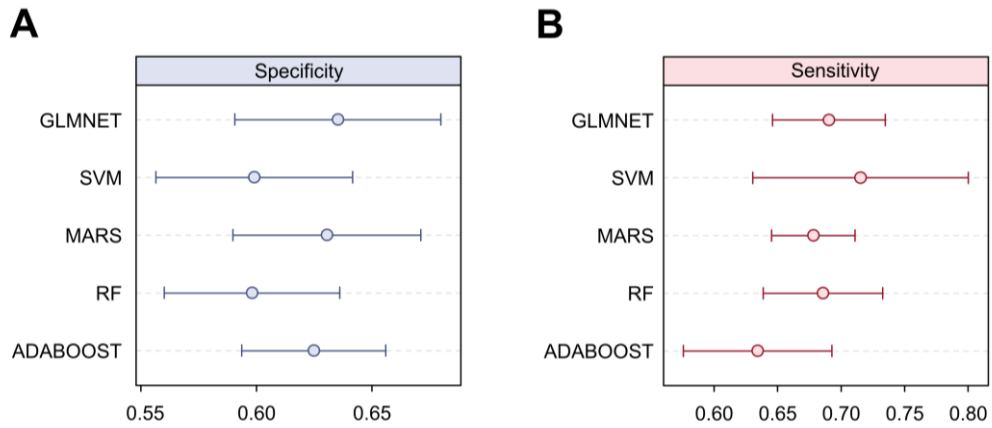 A
Specificity
GLMNET
SVM
MARS
RF
ADABOOST
0.55 0.60 0.65
B
Sensitivity
GLMNET
SVM
MARS
RF
ADABOOST
0.60 0.65 0.70 0.75 0.80